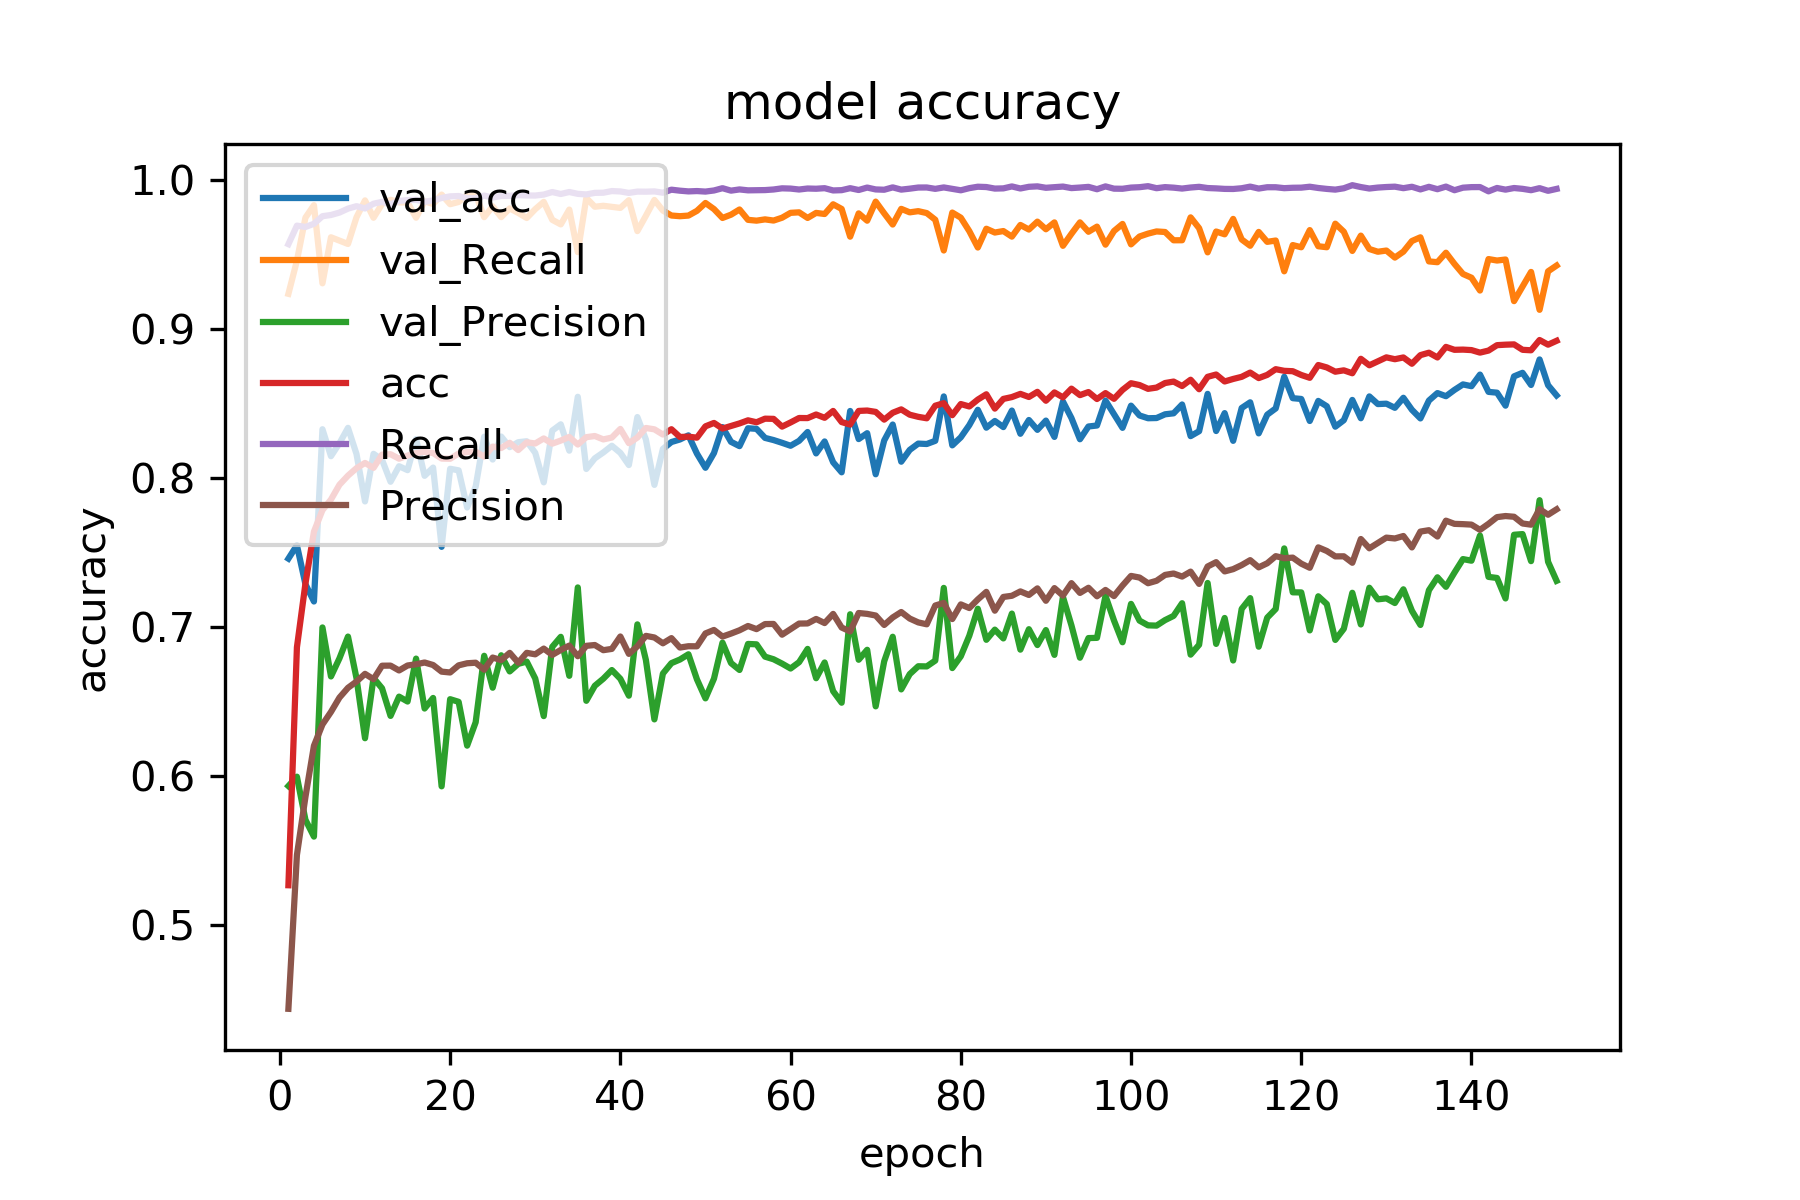 model accuracy
val_acc
val_Recall
val_Precision
acc
Recall
Precision
1.0
0.9
0.8
0.7
0.6
0.5
accuracy
0 20 40 60 80 100 120 140
epoch